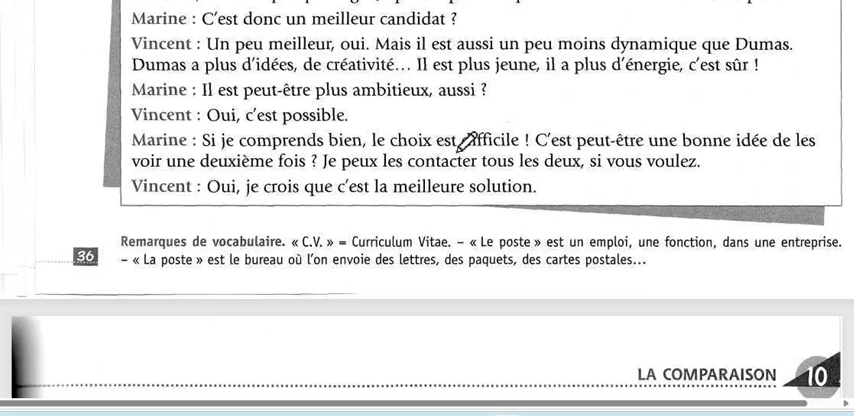 Marine : C'est donc un meilleur candidat ?
Vincent : Un peu meilleur, oui. Mais il est aussi un peu moins dynamique que Dumas.
Dumas a plus d'idées, de créativité... Il est plus jeune, il a plus d'énergie, c'est sûr !
Marine : Il est peut-être plus ambitieux, aussi ?
Vincent : Oui, c'est possible.
Marine : Si je comprends bien, le choix est difficile ! C'est peut-être une bonne idée de les
voir une deuxième fois ? Je peux les contacter tous les deux, si vous voulez.
Vincent : Oui, je crois que c'est la meilleure solution.
Remarques de vocabulaire. « C.V. » = Curriculum Vitae. – « Le poste » est un emploi, une fonction, dans une entreprise.
36 – « La poste » est le bureau où l'on envoie des lettres, des paquets, des cartes postales...
LA COMPARAISON 10